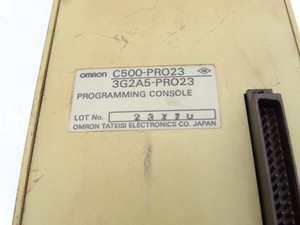 OMRON C500-PRO23
3G2A5-PRO23
PROGRAMMING CONSOLE
LOT No.
OMRON TATEISI ELECTRONICS CO. JAPAN